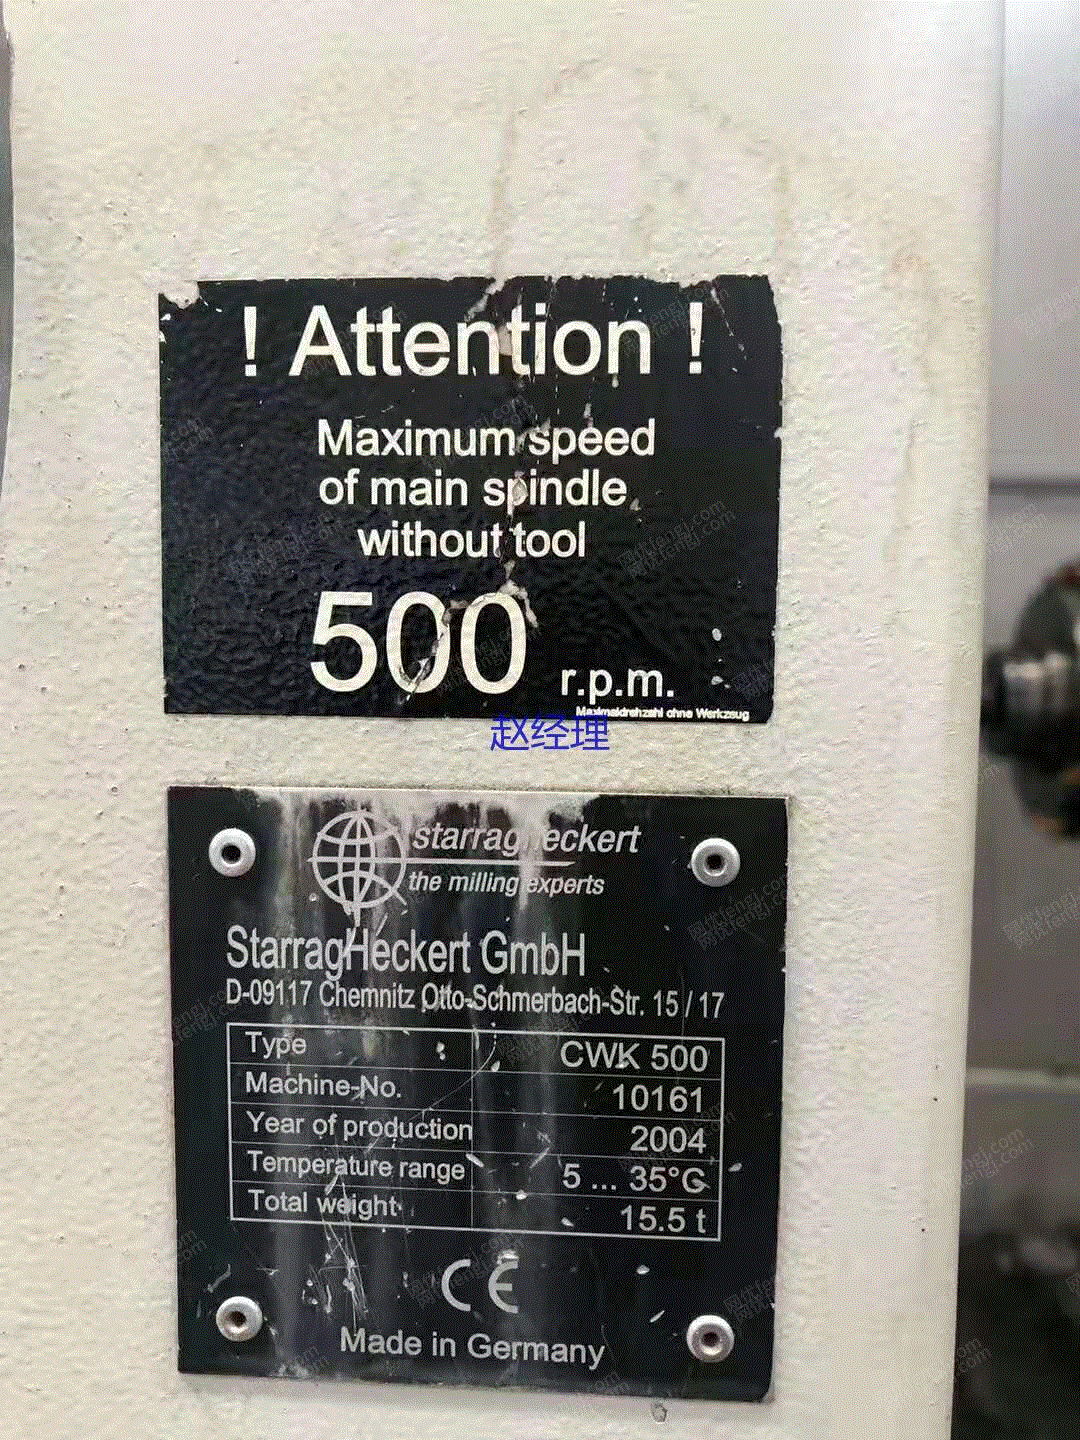 ! Attention !
Maximum speed
of main spindle
without tool
500 r.p.m.
Maximaldrehzahl ohne Werkzeug
赵经理
starragheckert
the milling experts
StarragHeckert GmbH
D-09117 Chemnitz Otto-Schmerbach-Str. 15 / 17
Type CWK 500
Machine-No. 10161
Year of production 2004
Temperature range 5 ... 35°C
Total weight 15.5 t
CE
Made in Germany